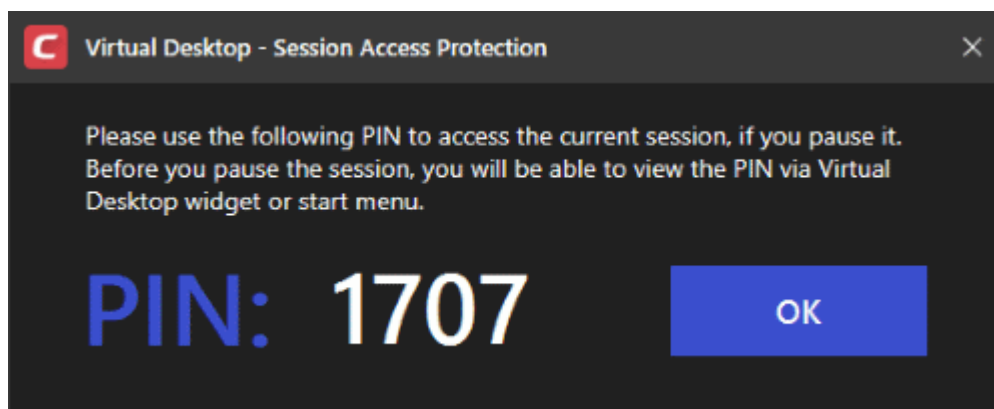 Virtual Desktop - Session Access Protection
Please use the following PIN to access the current session, if you pause it.
Before you pause the session, you will be able to view the PIN via Virtual
Desktop widget or start menu.
PIN: 1707
OK